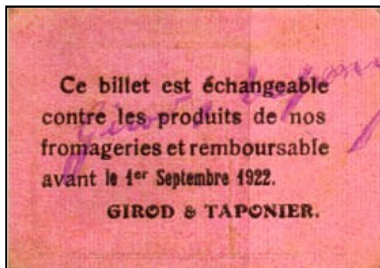 Ce billet est échangeable
contre les produits de nos
fromageries et remboursable
avant le 1er Septembre 1922.
GIROD & TAPONIER.